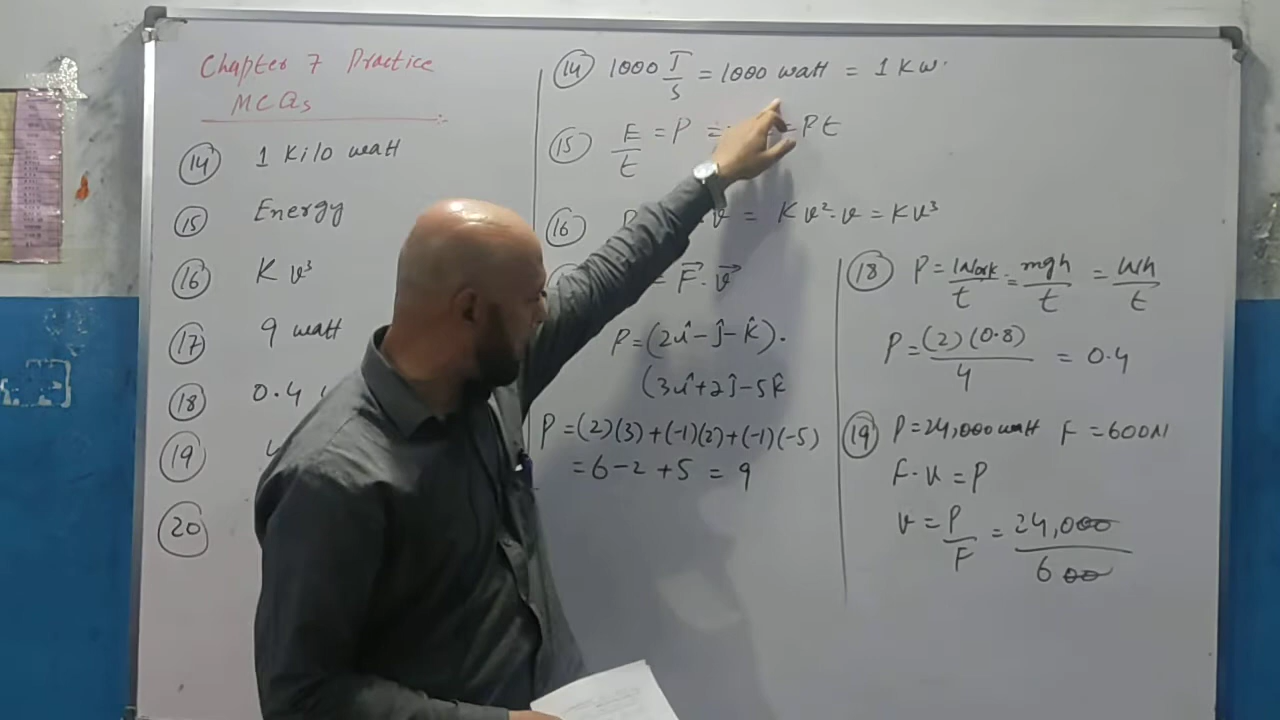 Chapter 7 Practice
MCQs
(14) 1 Kilo watt
(15) Energy
(16) K v³
(17) 9 watt
(18) 0.4
(19)
(20)
(14) 1000 J/s = 1000 watt = 1 KW.
(15) E/t = P = = Pt
(16) v = K v² · v = K v³
= F⃗ . v⃗
P = (2î - ĵ - k̂).
(3î + 2ĵ - 5k̂
P = (2)(3) + (-1)(2) + (-1)(-5)
= 6 - 2 + 5 = 9
(18) P = Work/t = mgh/t = wh/t
P = (2)(0.8)/4 = 0.4
(19) P = 24,000 watt F = 600N
F . v = P
v = P/F = 24,000/600